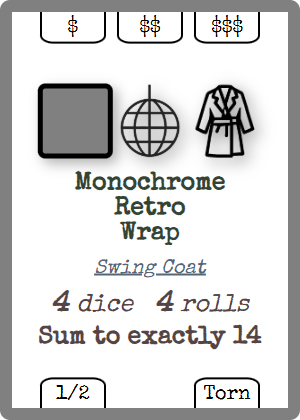 $ $$ $$$
Monochrome
Retro
Wrap
Swing Coat
4 dice 4 rolls
Sum to exactly 14
1/2 Torn